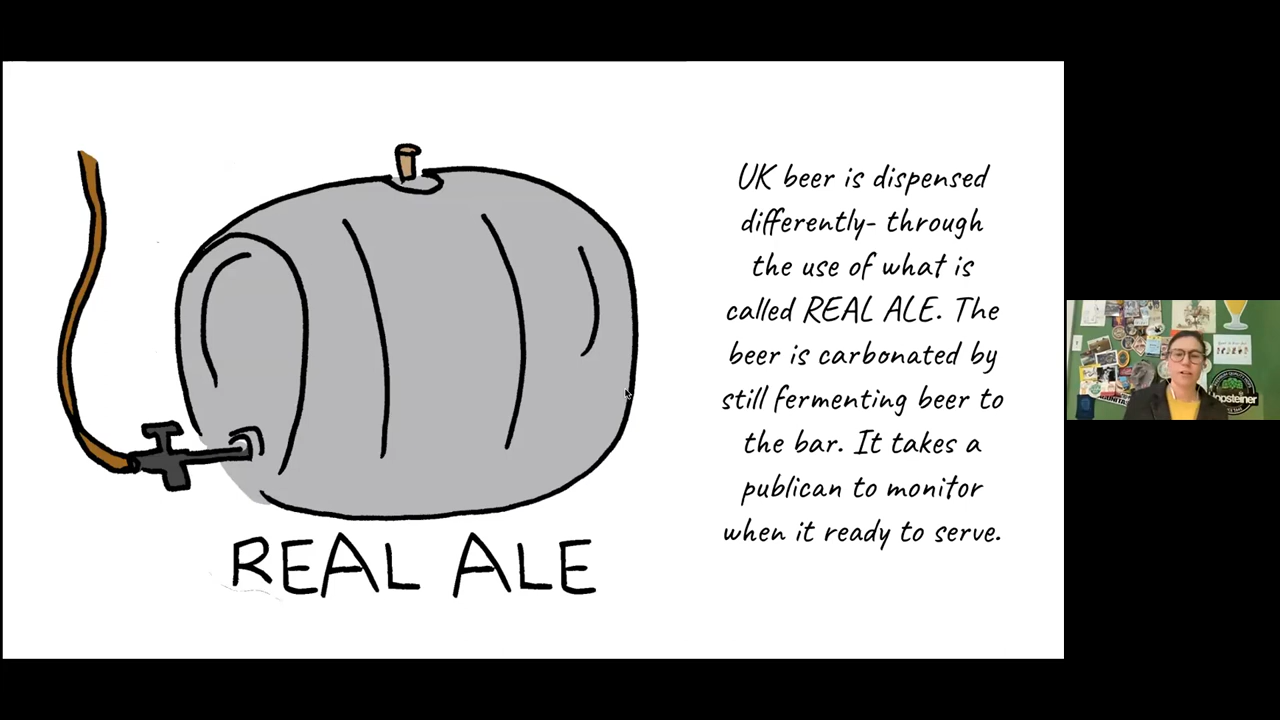 UK beer is dispensed
differently- through
the use of what is
called REAL ALE. The
beer is carbonated by
still fermenting beer to
the bar. It takes a
publican to monitor
when it ready to serve.
REAL ALE
opsteiner